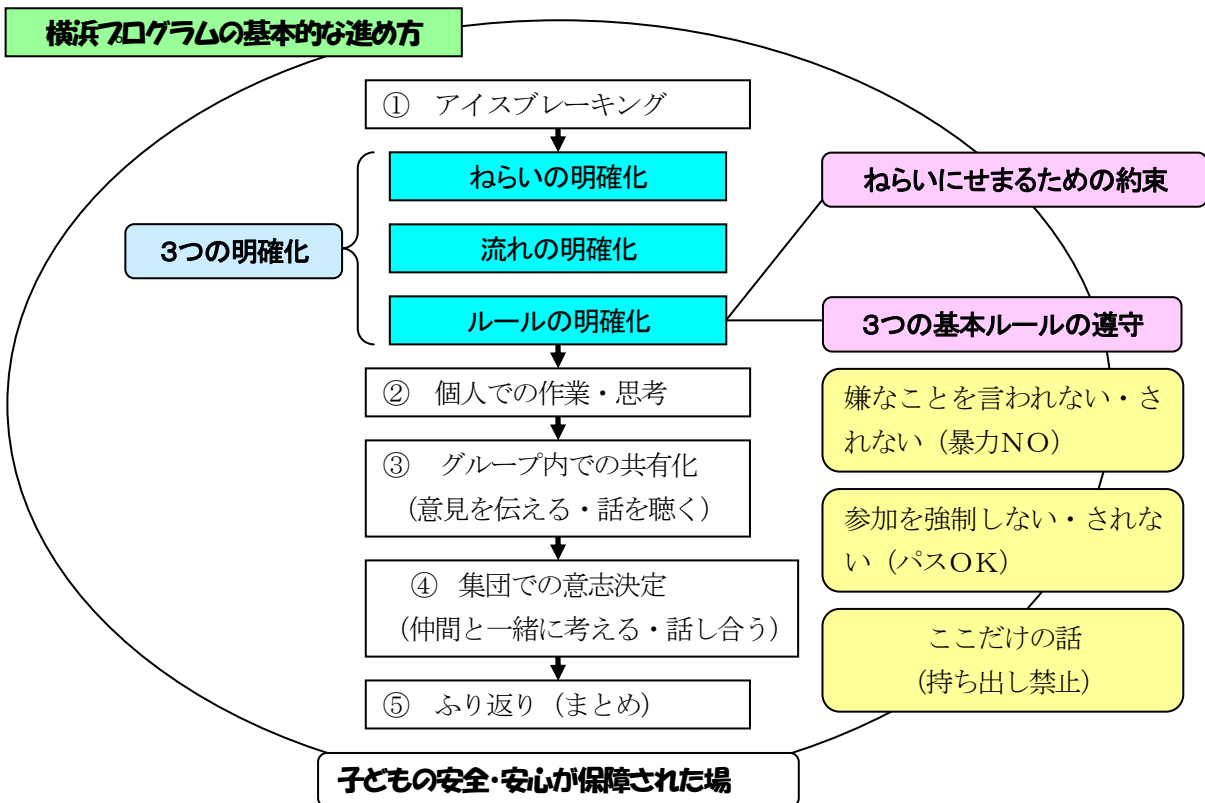 横浜プログラムの基本的な進め方
① アイスブレーキング
3つの明確化
ねらいの明確化
流れの明確化
ルールの明確化
ねらいにせまるための約束
3つの基本ルールの遵守
嫌なことを言われない・さ
れない（暴力NO）
参加を強制しない・されな
い（パスOK）
ここだけの話
（持ち出し禁止）
② 個人での作業・思考
③ グループ内での共有化
（意見を伝える・話を聴く）
④ 集団での意志決定
（仲間と一緒に考える・話し合う）
⑤ ふり返り（まとめ）
子どもの安全・安心が保障された場